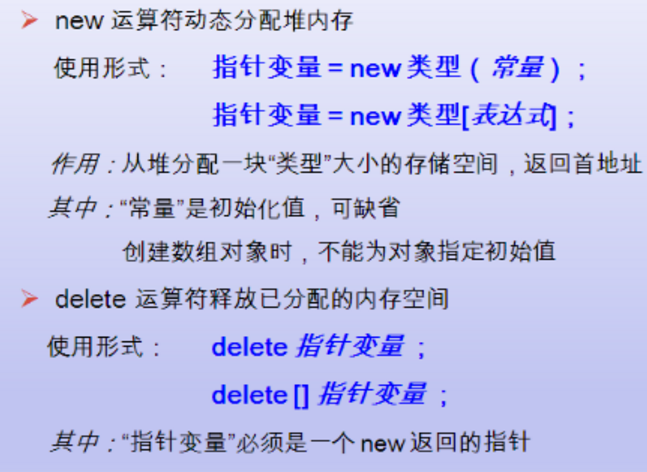 ➢ new 运算符动态分配堆内存
使用形式： 指针变量 = new 类型 ( 常量 ) ；
指针变量 = new 类型[表达式] ；
作用：从堆分配一块“类型”大小的存储空间，返回首地址
其中：“常量”是初始化值，可缺省
创建数组对象时，不能为对象指定初始值
➢ delete 运算符释放已分配的内存空间
使用形式： delete 指针变量 ；
delete [] 指针变量 ；
其中：“指针变量”必须是一个 new 返回的指针